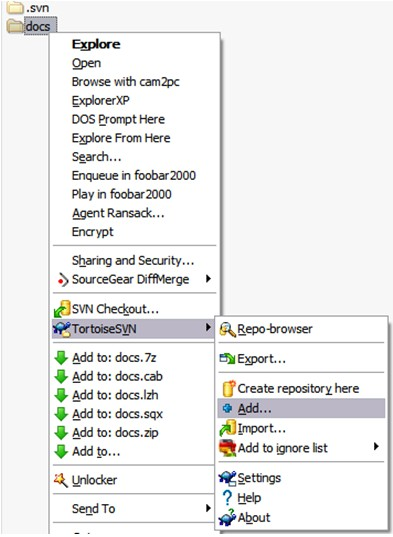 .svn
docs
Explore
Open
Browse with cam2pc
ExplorerXP
DOS Prompt Here
Explore From Here
Search...
Enqueue in foobar2000
Play in foobar2000
Agent Ransack...
Encrypt
Sharing and Security...
SourceGear DiffMerge
SVN Checkout...
TortoiseSVN
Add to: docs.7z
Add to: docs.cab
Add to: docs.lzh
Add to: docs.sqx
Add to: docs.zip
Add to...
Unlocker
Send To
Repo-browser
Export...
Create repository here
Add...
Import...
Add to ignore list
Settings
Help
About